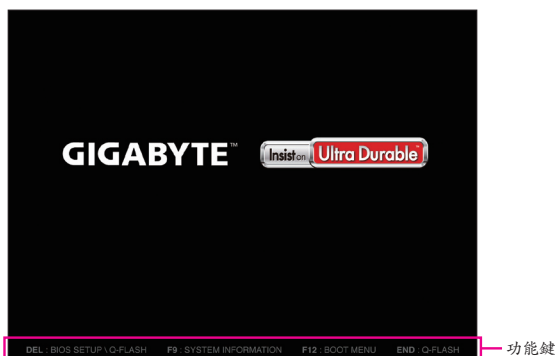 GIGABYTE™ Insist on Ultra Durable™
DEL : BIOS SETUP \ Q-FLASH F9 : SYSTEM INFORMATION F12 : BOOT MENU END : Q-FLASH
功能鍵